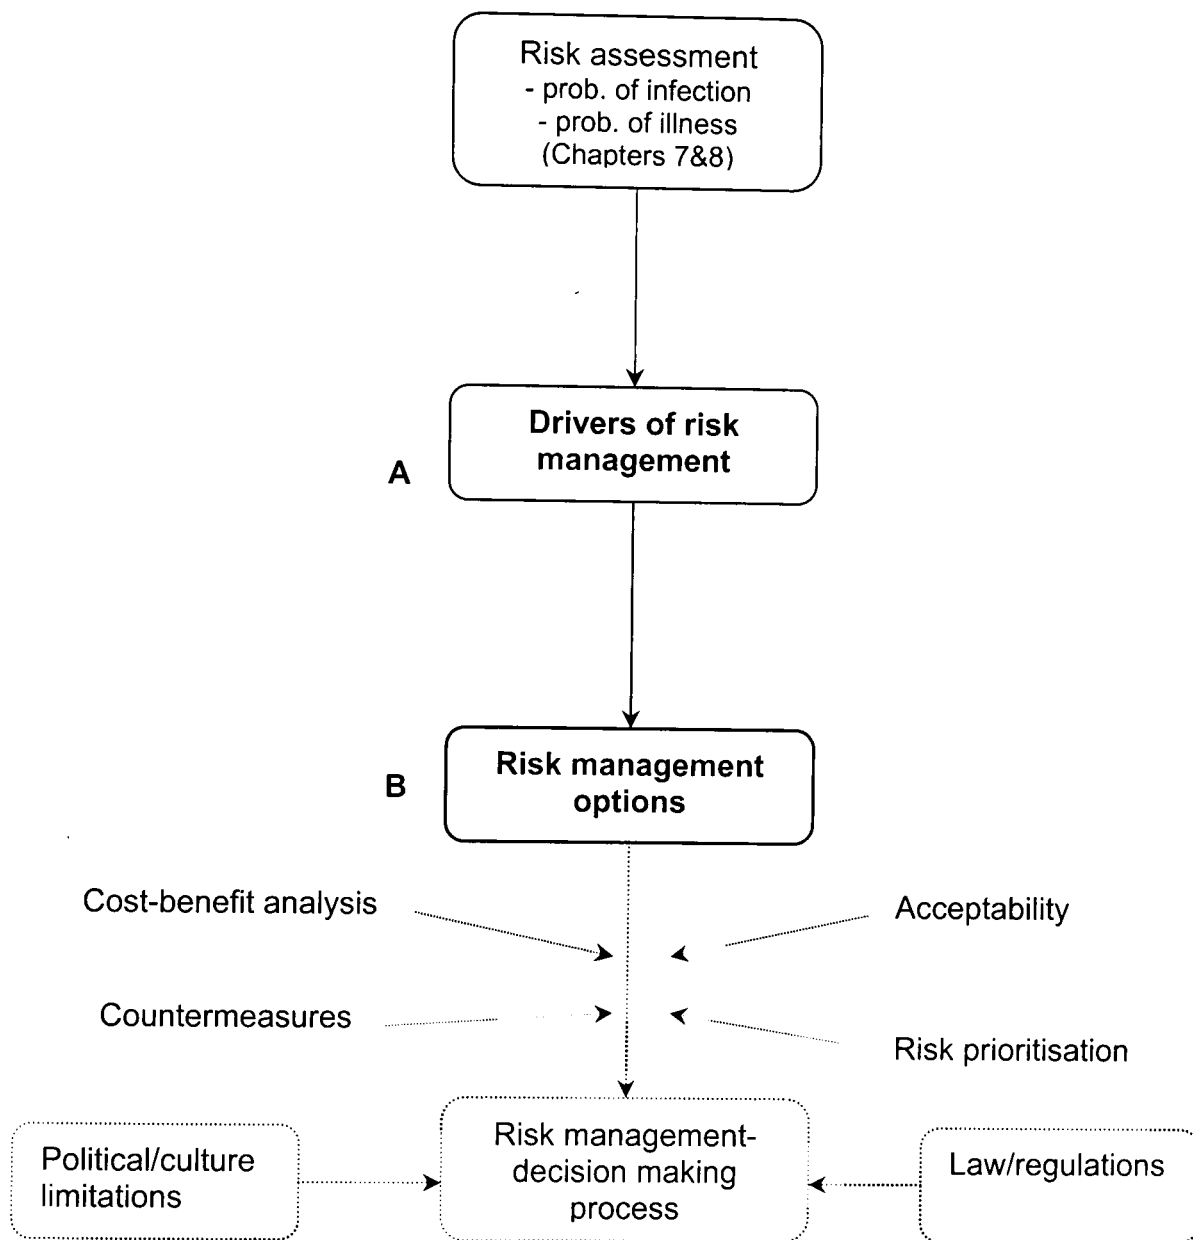 Risk assessment
- prob. of infection
- prob. of illness
(Chapters 7&8)
Drivers of risk
management
A
Risk management
options
B
Cost-benefit analysis
Acceptability
Countermeasures
Risk prioritisation
Political/culture
limitations
Risk management-
decision making
process
Law/regulations